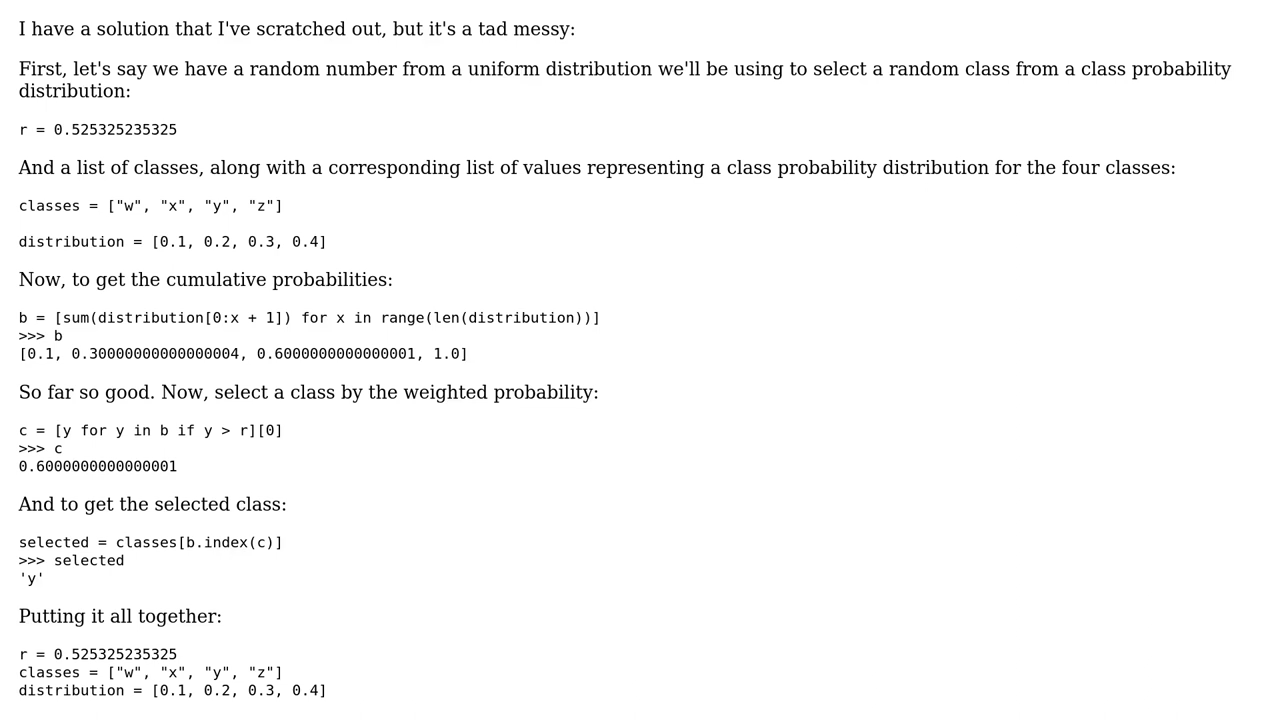 I have a solution that I've scratched out, but it's a tad messy:
First, let's say we have a random number from a uniform distribution we'll be using to select a random class from a class probability
distribution:
r = 0.525325235325
And a list of classes, along with a corresponding list of values representing a class probability distribution for the four classes:
classes = ["w", "x", "y", "z"]
distribution = [0.1, 0.2, 0.3, 0.4]
Now, to get the cumulative probabilities:
b = [sum(distribution[0:x + 1]) for x in range(len(distribution))]
>>> b
[0.1, 0.30000000000000004, 0.6000000000000001, 1.0]
So far so good. Now, select a class by the weighted probability:
c = [y for y in b if y > r][0]
>>> c
0.6000000000000001
And to get the selected class:
selected = classes[b.index(c)]
>>> selected
'y'
Putting it all together:
r = 0.525325235325
classes = ["w", "x", "y", "z"]
distribution = [0.1, 0.2, 0.3, 0.4]